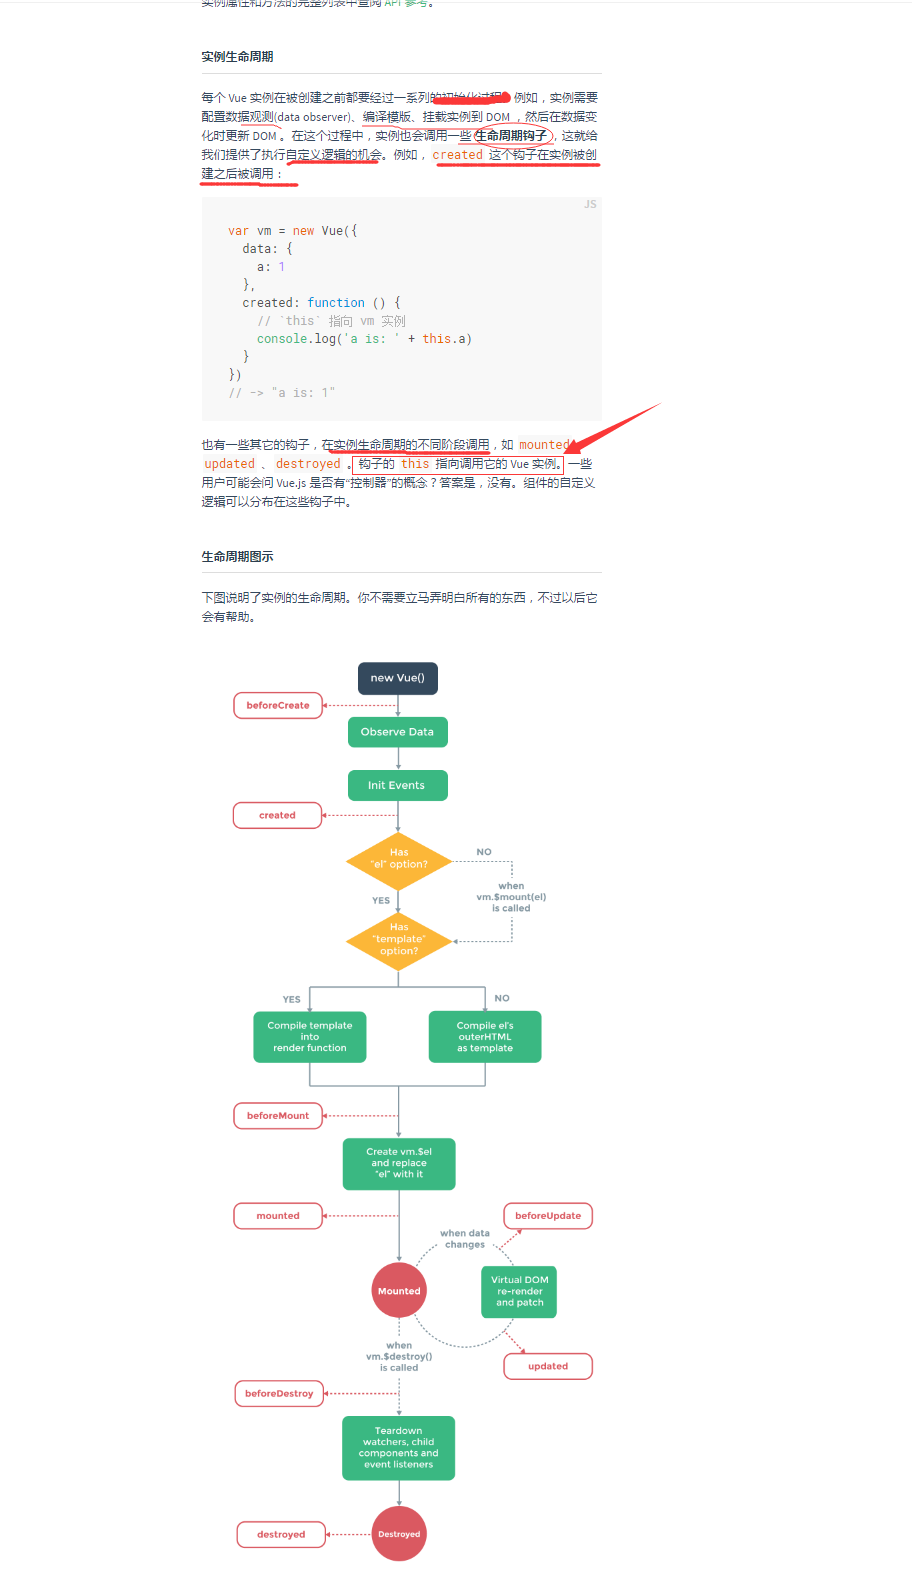 实例属性和方法的完整列表中查阅 API 参考。
实例生命周期
每个 Vue 实例在被创建之前都要经过一系列的初始化过程。例如，实例需要
配置数据观测(data observer)、编译模版、挂载实例到 DOM ，然后在数据变
化时更新 DOM 。在这个过程中，实例也会调用一些 生命周期钩子 ，这就给
我们提供了执行自定义逻辑的机会。例如， created 这个钩子在实例被创
建之后被调用：
JS
var vm = new Vue({
data: {
a: 1
},
created: function () {
// `this` 指向 vm 实例
console.log('a is: ' + this.a)
}
})
// -> "a is: 1"
也有一些其它的钩子，在实例生命周期的不同阶段调用，如 mounted
updated 、 destroyed 。钩子的 this 指向调用它的 Vue 实例。一些
用户可能会问 Vue.js 是否有“控制器”的概念？答案是，没有。组件的自定义
逻辑可以分布在这些钩子中。
生命周期图示
下图说明了实例的生命周期。你不需要立马弄明白所有的东西，不过以后它
会有帮助。
new Vue()
beforeCreate
Observe Data
Init Events
created
Has
"el" option?
NO
when
vm.$mount(el)
is called
YES
Has
"template"
option?
YES
NO
Compile template
into
render function
Compile el's
outerHTML
as template
beforeMount
Create vm.$el
and replace
"el" with it
mounted
beforeUpdate
when data
changes
Mounted
Virtual DOM
re-render
and patch
when
vm.$destroy()
is called
updated
beforeDestroy
Teardown
watchers, child
components and
event listeners
destroyed
Destroyed